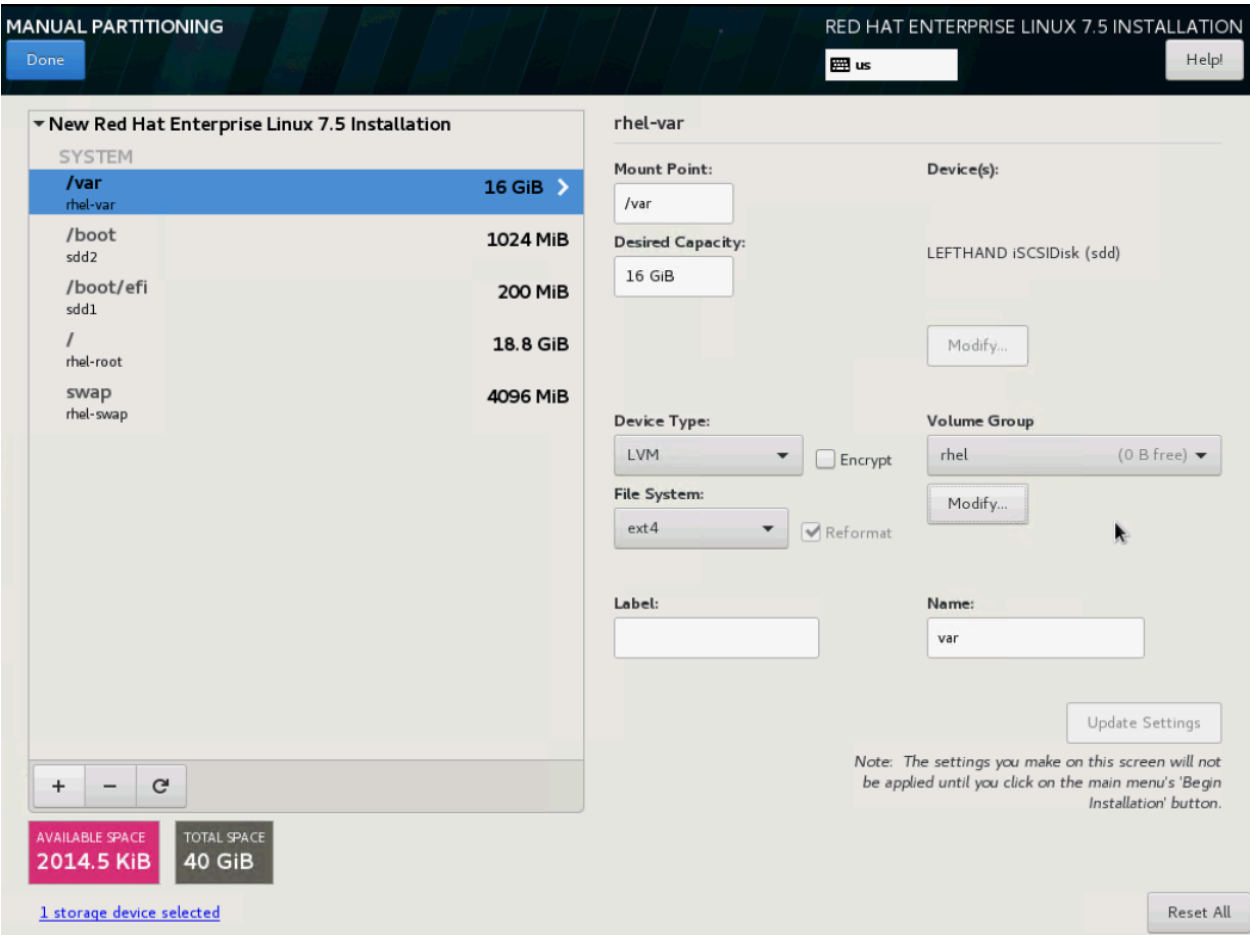 MANUAL PARTITIONING
RED HAT ENTERPRISE LINUX 7.5 INSTALLATION
Done
us
Help!
New Red Hat Enterprise Linux 7.5 Installation
SYSTEM
/var
16 GiB
rhel-var
/boot
1024 MiB
sdd2
/boot/efi
200 MiB
sdd1
/
18.8 GiB
rhel-root
swap
4096 MiB
rhel-swap
+ −
AVAILABLE SPACE
2014.5 KiB
TOTAL SPACE
40 GiB
1 storage device selected
rhel-var
Mount Point:
/var
Device(s):
Desired Capacity:
16 GiB
LEFTHAND iSCSIDisk (sdd)
Modify...
Device Type:
LVM
Encrypt
Volume Group
rhel (0 B free)
File System:
ext4
Reformat
Modify...
Label:
Name:
var
Update Settings
Note: The settings you make on this screen will not
be applied until you click on the main menu's 'Begin
Installation' button.
Reset All